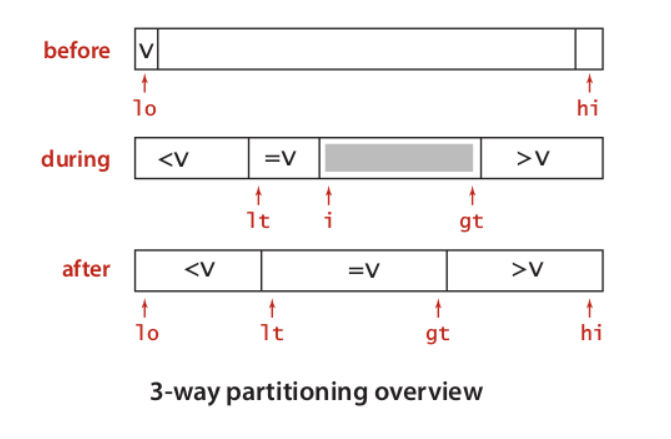 before v
lo hi
during <v =v >v
lt i gt
after <v =v >v
lo lt gt hi
3-way partitioning overview